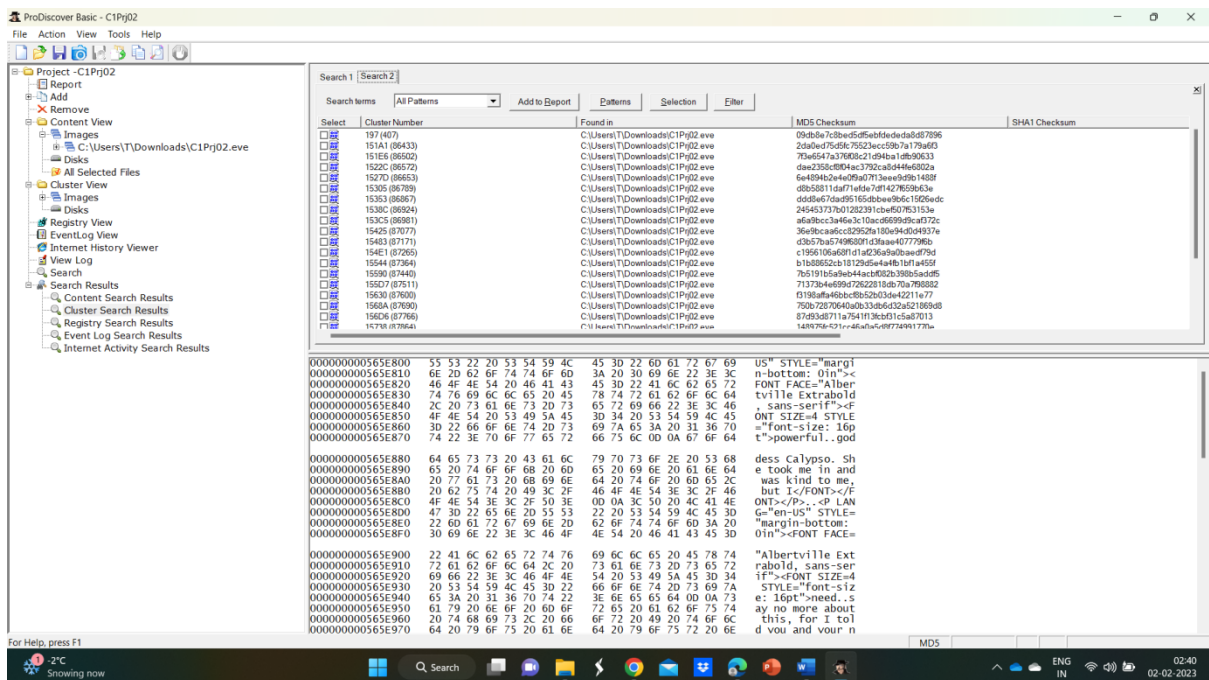 ProDiscover Basic - C1Prj02
File Action View Tools Help
Project -C1Prj02
Report
Add
Remove
Content View
Images
C:\Users\T\Downloads\C1Prj02.eve
Disks
All Selected Files
Cluster View
Images
Disks
Registry View
EventLog View
Internet History Viewer
View Log
Search
Search Results
Content Search Results
Cluster Search Results
Registry Search Results
Event Log Search Results
Internet Activity Search Results
Search 1 Search 2
Search terms All Patterns Add to Report Patterns Selection Filter
Select Cluster Number Found in MD5 Checksum SHA1 Checksum
197 (407) C:\Users\T\Downloads\C1Prj02.eve 09db8e7c8bed5df5ebfdededa8d87896
151A1 (86433) C:\Users\T\Downloads\C1Prj02.eve 2da0ed75d5fc75523ecc59b7a179a6f3
151E6 (86502) C:\Users\T\Downloads\C1Prj02.eve 7f3e6547a376f08c21d94ba1dfb90633
1522C (86572) C:\Users\T\Downloads\C1Prj02.eve dae2358cf8f04ac3792ca8d44fe6802a
1527D (86653) C:\Users\T\Downloads\C1Prj02.eve 6e4894b2e4e0f9a07f13eee9d9b1488f
15305 (86789) C:\Users\T\Downloads\C1Prj02.eve d8b58811daf71efde7df1427f659b63e
15353 (86867) C:\Users\T\Downloads\C1Prj02.eve ddd8e67dad95165dbbee9b6c15f26edc
1538C (86924) C:\Users\T\Downloads\C1Prj02.eve 245453737b01282391cbef507f53153e
153C5 (86981) C:\Users\T\Downloads\C1Prj02.eve a6a9bcc3a46e3c10acd6699d9caf372c
15425 (87077) C:\Users\T\Downloads\C1Prj02.eve 36e9bcaa6cc82952fa180e94d0d4937e
15483 (87171) C:\Users\T\Downloads\C1Prj02.eve d3b57ba5749f680f1d3faae407779f6b
154E1 (87265) C:\Users\T\Downloads\C1Prj02.eve c1956106a68f1d1af236a9a0baedf79d
15544 (87364) C:\Users\T\Downloads\C1Prj02.eve b1b88652cb18129d5e4a4fb1bf1a455f
15590 (87440) C:\Users\T\Downloads\C1Prj02.eve 7b5191b5a9eb44acbf082b398b5addf5
155D7 (87511) C:\Users\T\Downloads\C1Prj02.eve 71373b4e699d72622818db70a7f98882
15630 (87600) C:\Users\T\Downloads\C1Prj02.eve f3198affa46bbcf8b52b03de42211e77
1568A (87690) C:\Users\T\Downloads\C1Prj02.eve 750b72870640a0b33db6d32a521869d8
156D6 (87766) C:\Users\T\Downloads\C1Prj02.eve 87d93d8711a7541f13fcbf31c5a87013
15738 (87864) C:\Users\T\Downloads\C1Prj02.eve 148975fc521cc46a0a5d8f774991770e
000000000565E800 55 53 22 20 53 54 59 4C 45 3D 22 6D 61 72 67 69 US" STYLE="margi
000000000565E810 6E 2D 62 6F 74 74 6F 6D 3A 20 30 69 6E 22 3E 3C n-bottom: 0in"><
000000000565E820 46 4F 4E 54 20 46 41 43 45 3D 22 41 6C 62 65 72 FONT FACE="Alber
000000000565E830 74 76 69 6C 6C 65 20 45 78 74 72 61 62 6F 6C 64 tville Extrabold
000000000565E840 2C 20 73 61 6E 73 2D 73 65 72 69 66 22 3E 3C 46 , sans-serif"><F
000000000565E850 4F 4E 54 20 53 49 5A 45 3D 34 20 53 54 59 4C 45 ONT SIZE=4 STYLE
000000000565E860 3D 22 66 6F 6E 74 2D 73 69 7A 65 3A 20 31 36 70 ="font-size: 16p
000000000565E870 74 22 3E 70 6F 77 65 72 66 75 6C 0D 0A 67 6F 64 t">powerful..god
000000000565E880 64 65 73 73 20 43 61 6C 79 70 73 6F 2E 20 53 68 dess Calypso. Sh
000000000565E890 65 20 74 6F 6F 6B 20 6D 65 20 69 6E 20 61 6E 64 e took me in and
000000000565E8A0 20 77 61 73 20 6B 69 6E 64 20 74 6F 20 6D 65 2C was kind to me,
000000000565E8B0 20 62 75 74 20 49 3C 2F 46 4F 4E 54 3E 3C 2F 46 but I</FONT></F
000000000565E8C0 4F 4E 54 3E 3C 2F 50 3E 0D 0A 3C 50 20 4C 41 4E ONT></P>..<P LAN
000000000565E8D0 47 3D 22 65 6E 2D 55 53 22 20 53 54 59 4C 45 3D G="en-US" STYLE=
000000000565E8E0 22 6D 61 72 67 69 6E 2D 62 6F 74 74 6F 6D 3A 20 "margin-bottom: 
000000000565E8F0 30 69 6E 22 3E 3C 46 4F 4E 54 20 46 41 43 45 3D 0in"><FONT FACE=
000000000565E900 22 41 6C 62 65 72 74 76 69 6C 6C 65 20 45 78 74 "Albertville Ext
000000000565E910 72 61 62 6F 6C 64 2C 20 73 61 6E 73 2D 73 65 72 rabold, sans-ser
000000000565E920 69 66 22 3E 3C 46 4F 4E 54 20 53 49 5A 45 3D 34 if"><FONT SIZE=4
000000000565E930 20 53 54 59 4C 45 3D 22 66 6F 6E 74 2D 73 69 7A STYLE="font-siz
000000000565E940 65 3A 20 31 36 70 74 22 3E 6E 65 65 64 0D 0A 73 e: 16pt">need..s
000000000565E950 61 79 20 6E 6F 20 6D 6F 72 65 20 61 62 6F 75 74 ay no more about
000000000565E960 20 74 68 69 73 2C 20 66 6F 72 20 49 20 74 6F 6C this, for I tol
000000000565E970 64 20 79 6F 75 20 61 6E 64 20 79 6F 75 72 20 6E d you and your n
For Help, press F1
MD5
1
-2°C
Snowing now
Search
ENG
IN
02:40
02-02-2023